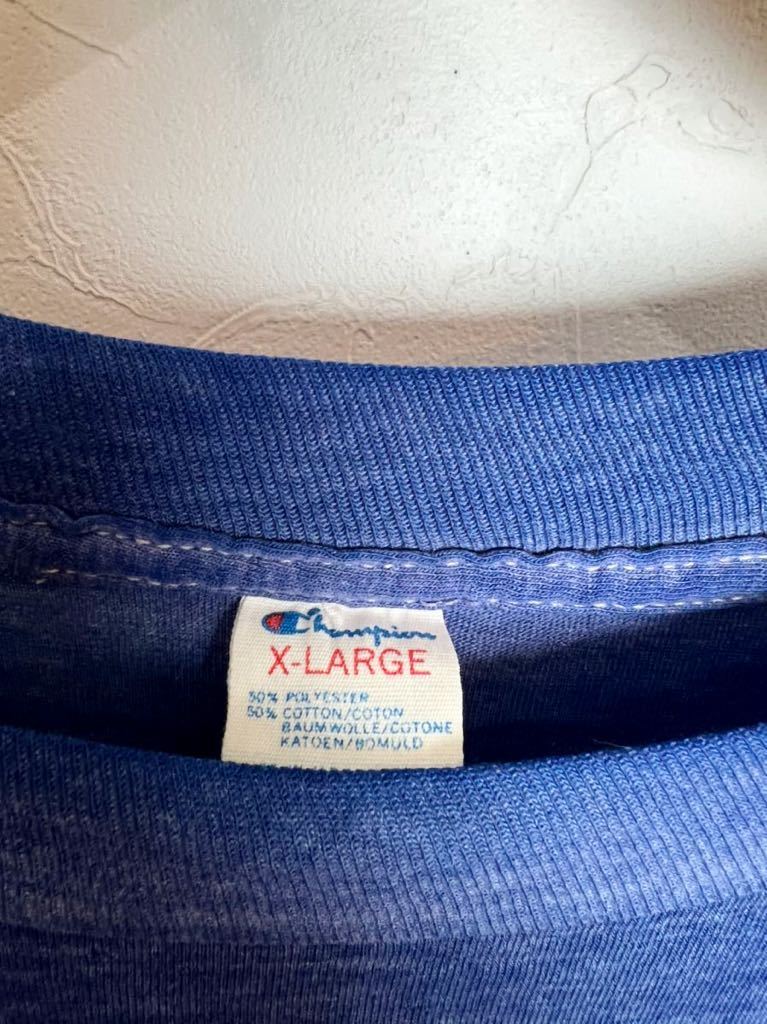 Champion
X-LARGE
50% POLYESTER
50% COTTON/COTON
BAUMWOLLE/COTONE
KATOEN/BOMULD